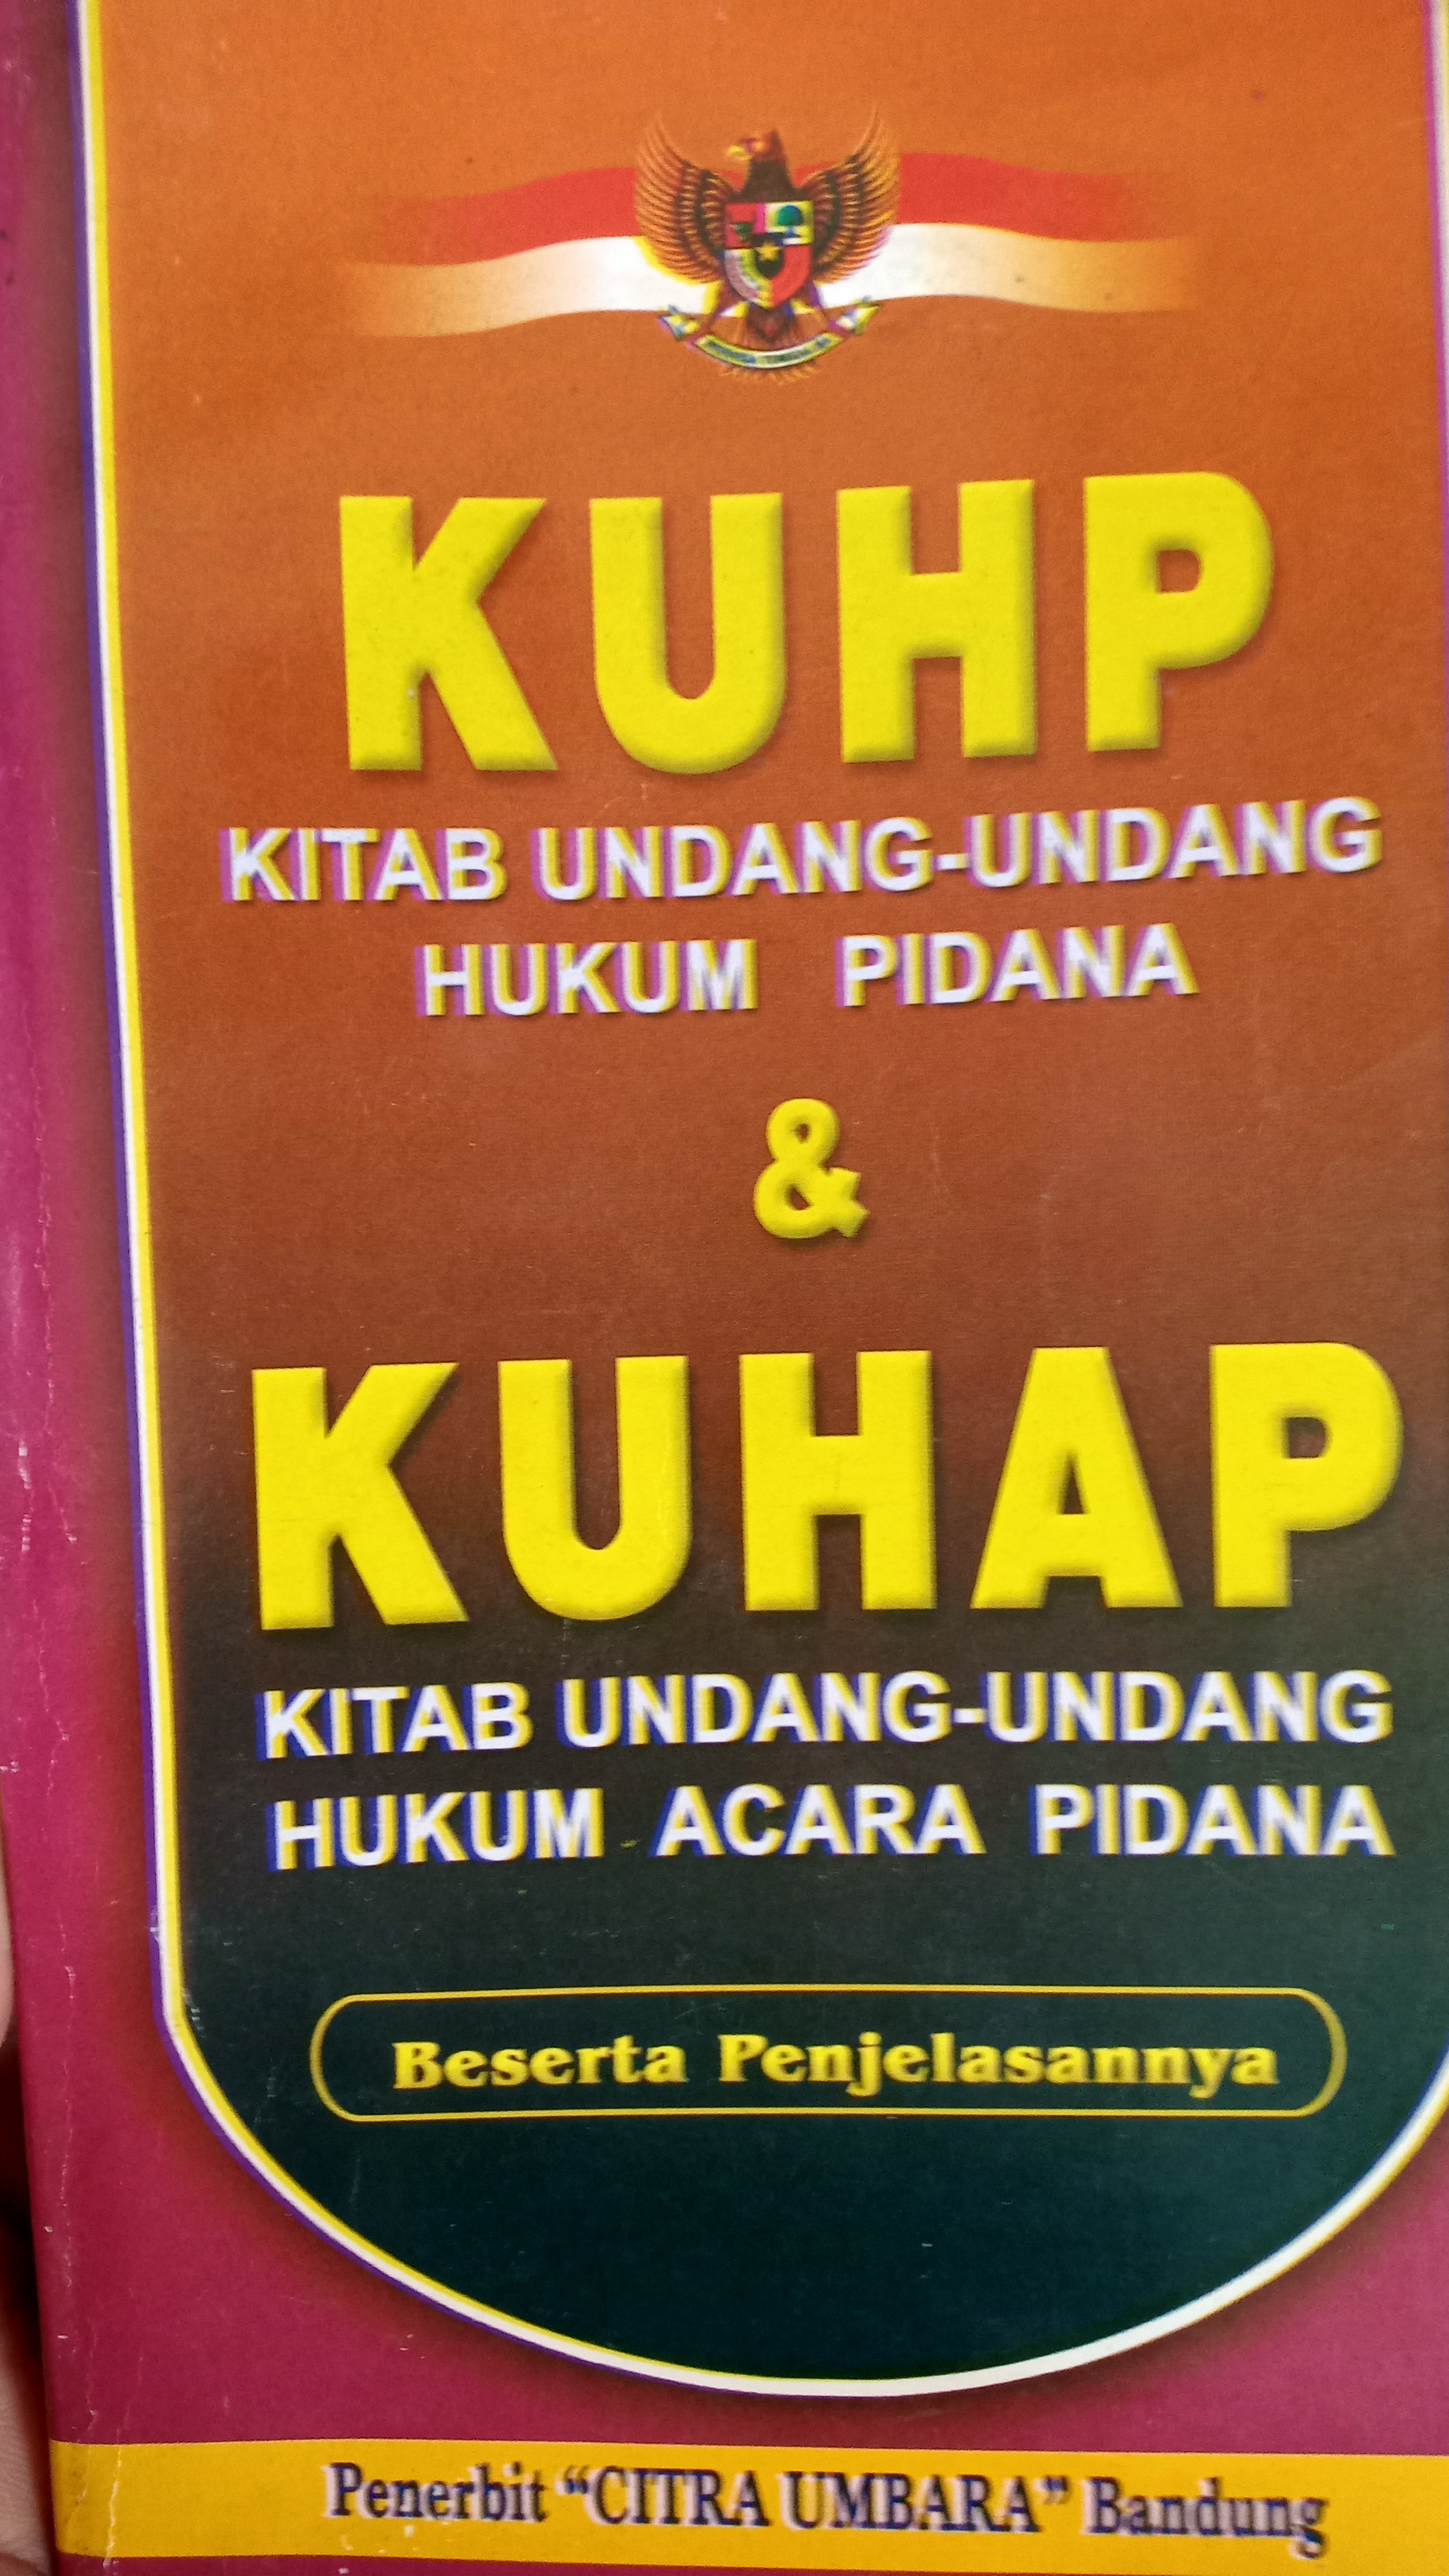 KUHP
KITAB UNDANG-UNDANG
HUKUM PIDANA
&
KUHAP
KITAB UNDANG-UNDANG
HUKUM ACARA PIDANA
Beserta Penjelasannya
Penerbit “CITRA UMBARA” Bandung